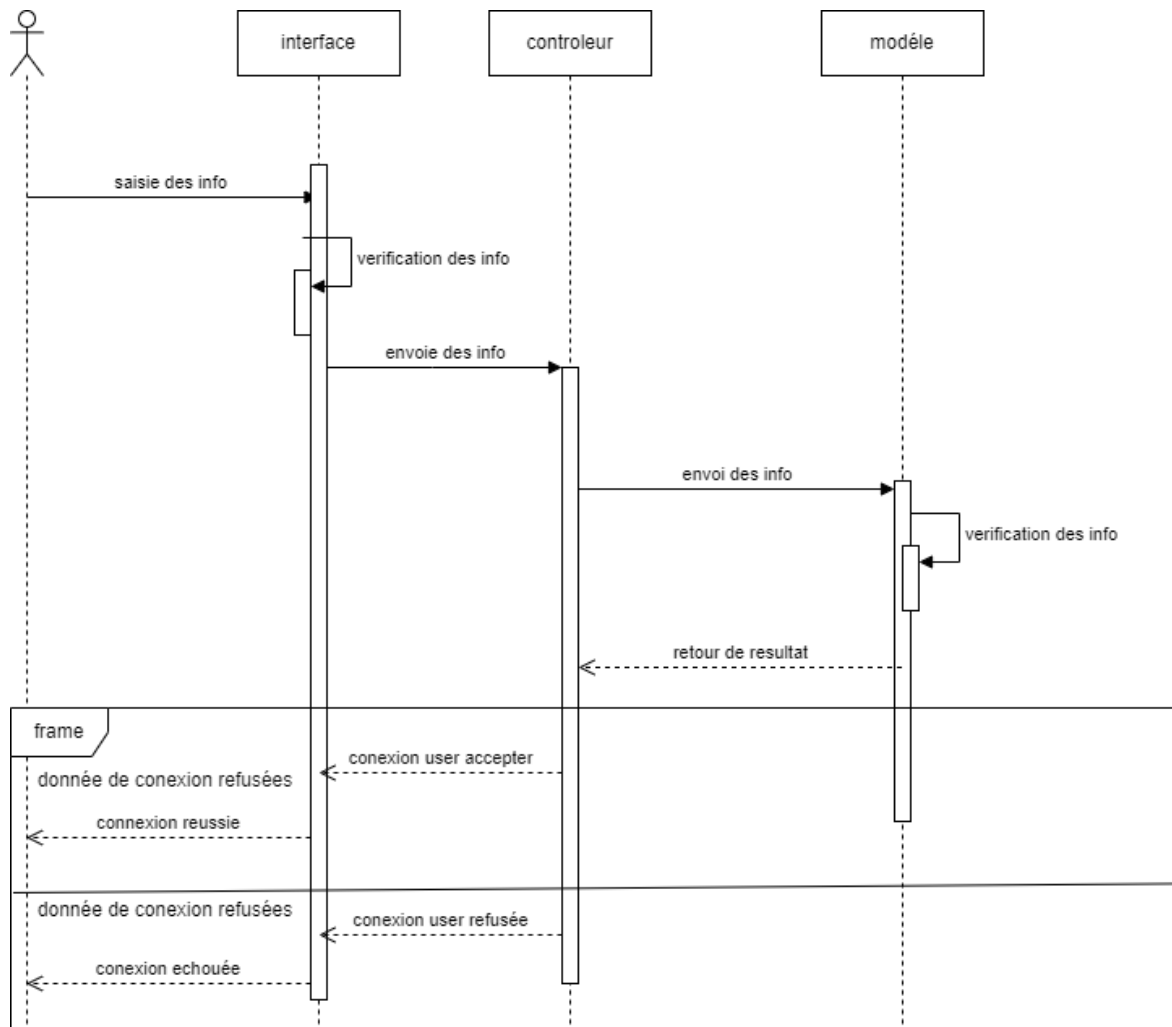 interface
controleur
modéle
saisie des info
verification des info
envoie des info
envoi des info
verification des info
retour de resultat
frame
conexion user accepter
donnée de conexion refusées
connexion reussie
donnée de conexion refusées
conexion user refusée
conexion echouée